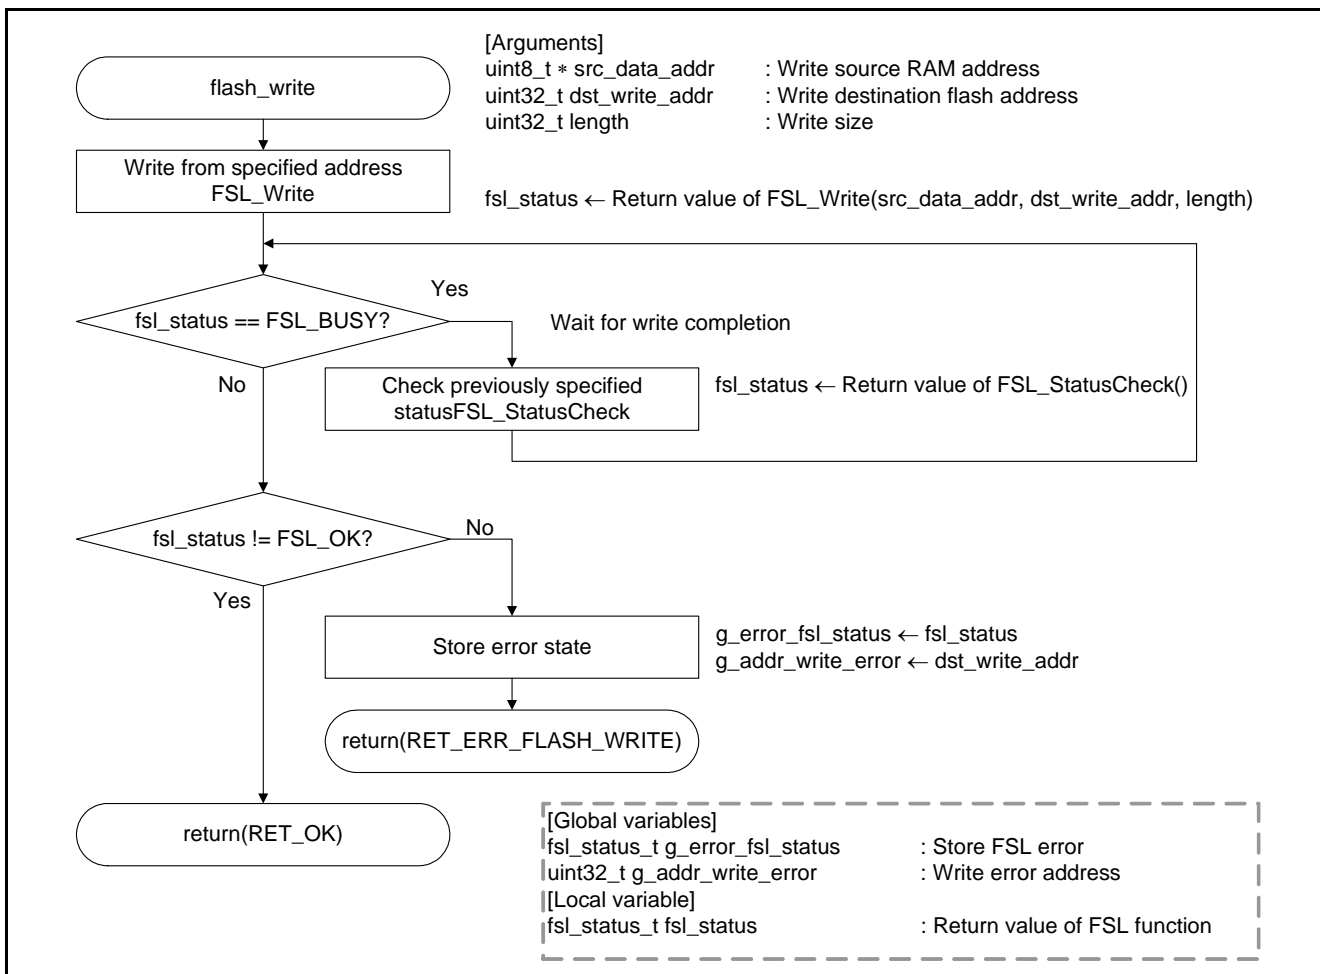 [Arguments]
flash_write
uint8_t * src_data_addr : Write source RAM address
uint32_t dst_write_addr : Write destination flash address
uint32_t length : Write size
Write from specified address
FSL_Write
fsl_status ← Return value of FSL_Write(src_data_addr, dst_write_addr, length)
Yes
fsl_status == FSL_BUSY?
Wait for write completion
No
Check previously specified
statusFSL_StatusCheck
fsl_status ← Return value of FSL_StatusCheck()
fsl_status != FSL_OK?
No
Yes
Store error state
g_error_fsl_status ← fsl_status
g_addr_write_error ← dst_write_addr
return(RET_ERR_FLASH_WRITE)
return(RET_OK)
[Global variables]
fsl_status_t g_error_fsl_status : Store FSL error
uint32_t g_addr_write_error : Write error address
[Local variable]
fsl_status_t fsl_status : Return value of FSL function